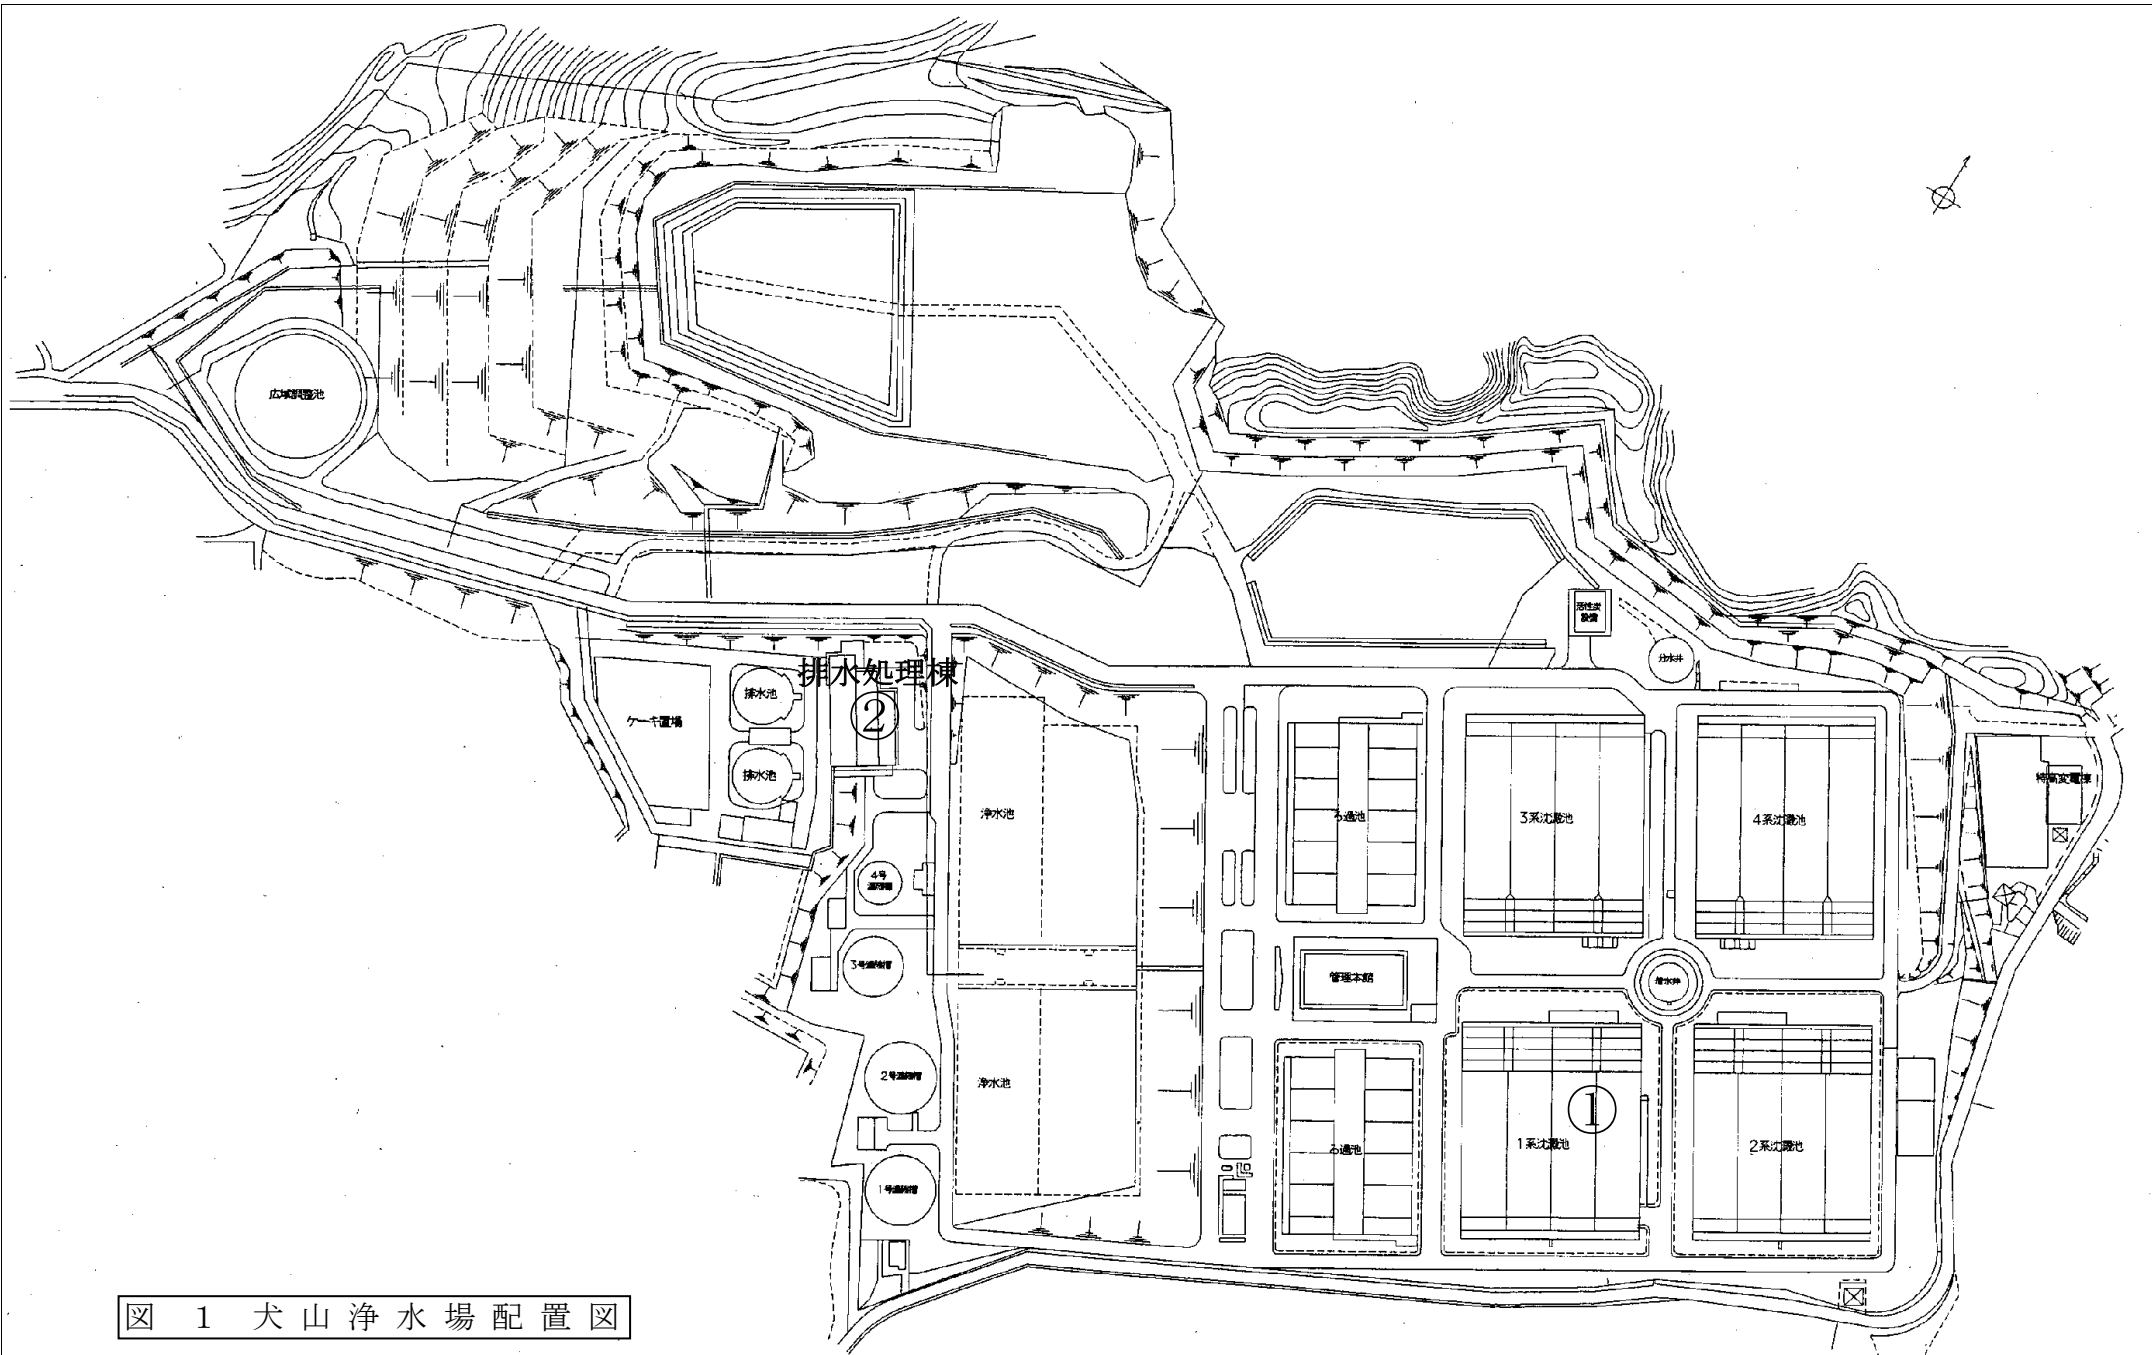 広域調整池
活性炭
設備
分水井
排水処理棟
②
排水池
ケーキ置場
排水池
特高変電棟
浄水池
ろ過池
3系沈澱池
4系沈澱池
4号
濃縮槽
3号濃縮槽
管理本館
着水井
2号濃縮槽
浄水池
①
ろ過池
1系沈澱池
2系沈澱池
1号濃縮槽
図 1 犬山浄水場配置図